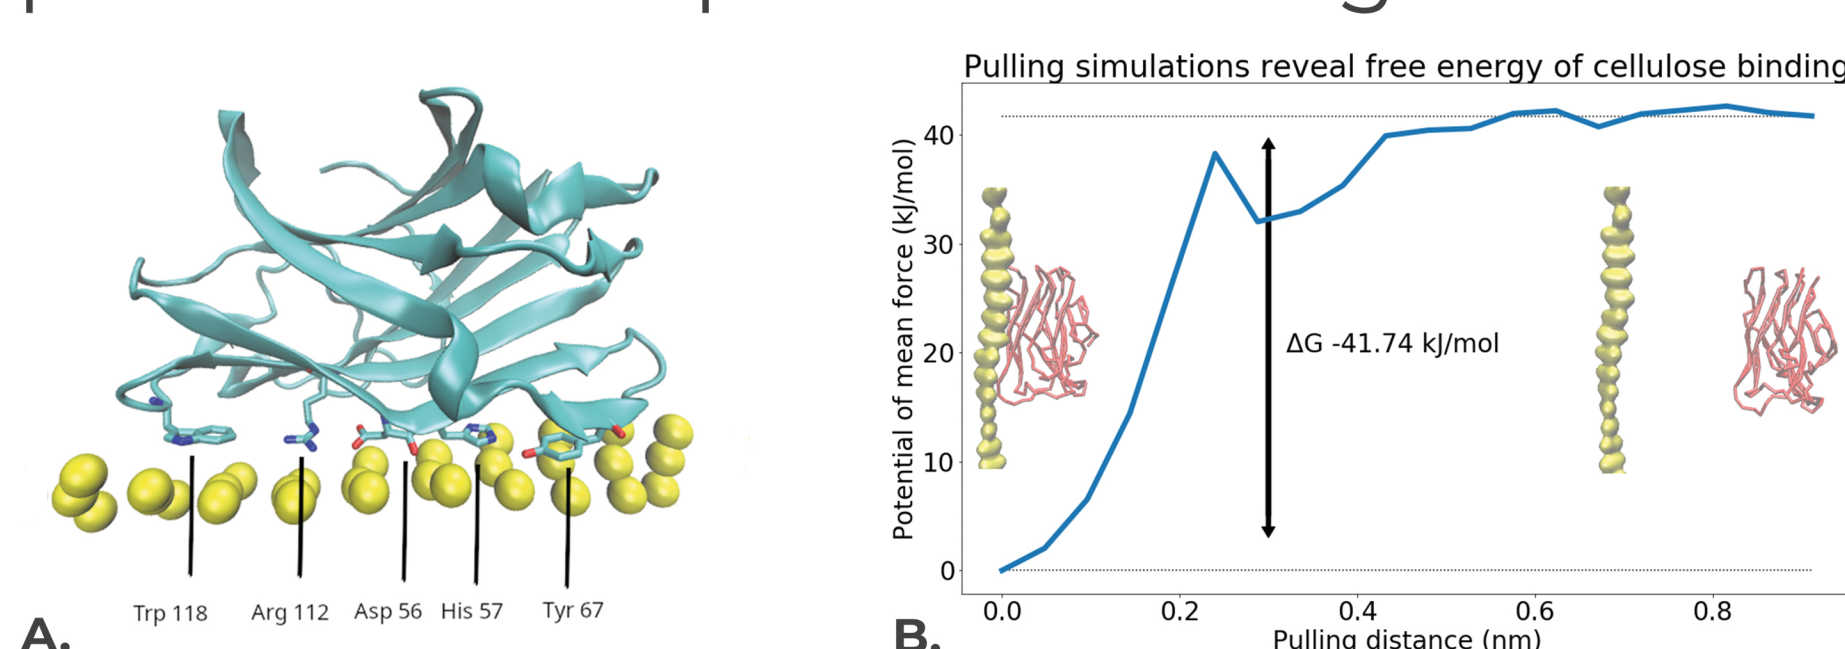 Trp 118
Arg 112
Asp 56
His 57
Tyr 67
A.
Pulling simulations reveal free energy of cellulose binding
Potential of mean force (kJ/mol)
40
30
20
10
0
ΔG -41.74 kJ/mol
0.0
0.2
0.4
0.6
0.8
Pulling distance (nm)
B.